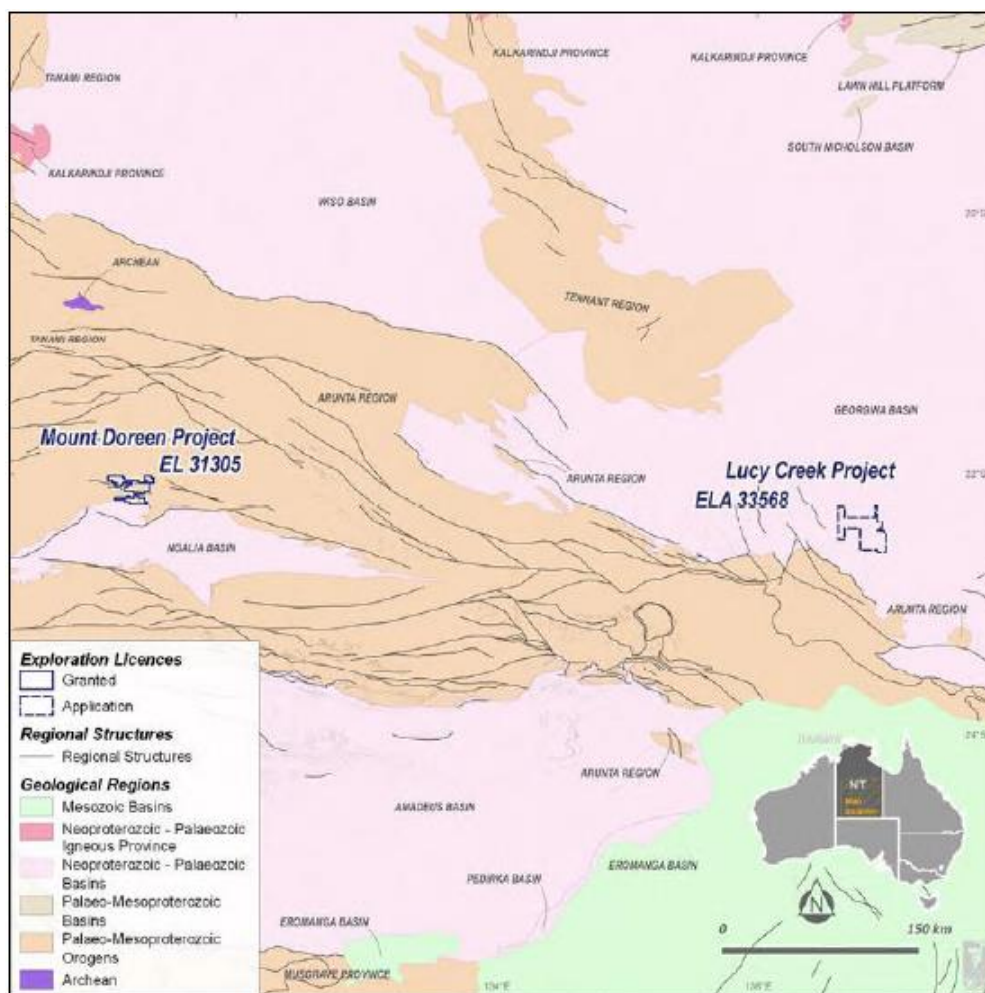 KALKARINDJI PROVINCE
KALKARINDJI PROVINCE
TANAMI REGION
LAWN HILL PLATFORM
SOUTH NICHOLSON BASIN
KALKARINDJI PROVINCE
WISO BASIN
ARCHEAN
TENNANT REGION
TANAMI REGION
ARUNTA REGION
GEORGINA BASIN
Mount Doreen Project
EL 31305
Lucy Creek Project
ELA 33568
ARUNTA REGION
NGALIA BASIN
ARUNTA REGION
Exploration Licences
Granted
Application
Regional Structures
Regional Structures
Geological Regions
Mesozoic Basins
Neoproterozoic - Palaeozoic
Igneous Province
Neoproterozoic - Palaeozoic
Basins
Palaeo-Mesoproterozoic
Basins
Palaeo-Mesoproterozoic
Orogens
Archean
ARUNTA REGION
AMADEUS BASIN
EROMANGA BASIN
PEDIRKA BASIN
EROMANGA BASIN
MUSGRAVE PROVINCE
NT
N
0
150 km
134°E
136°E